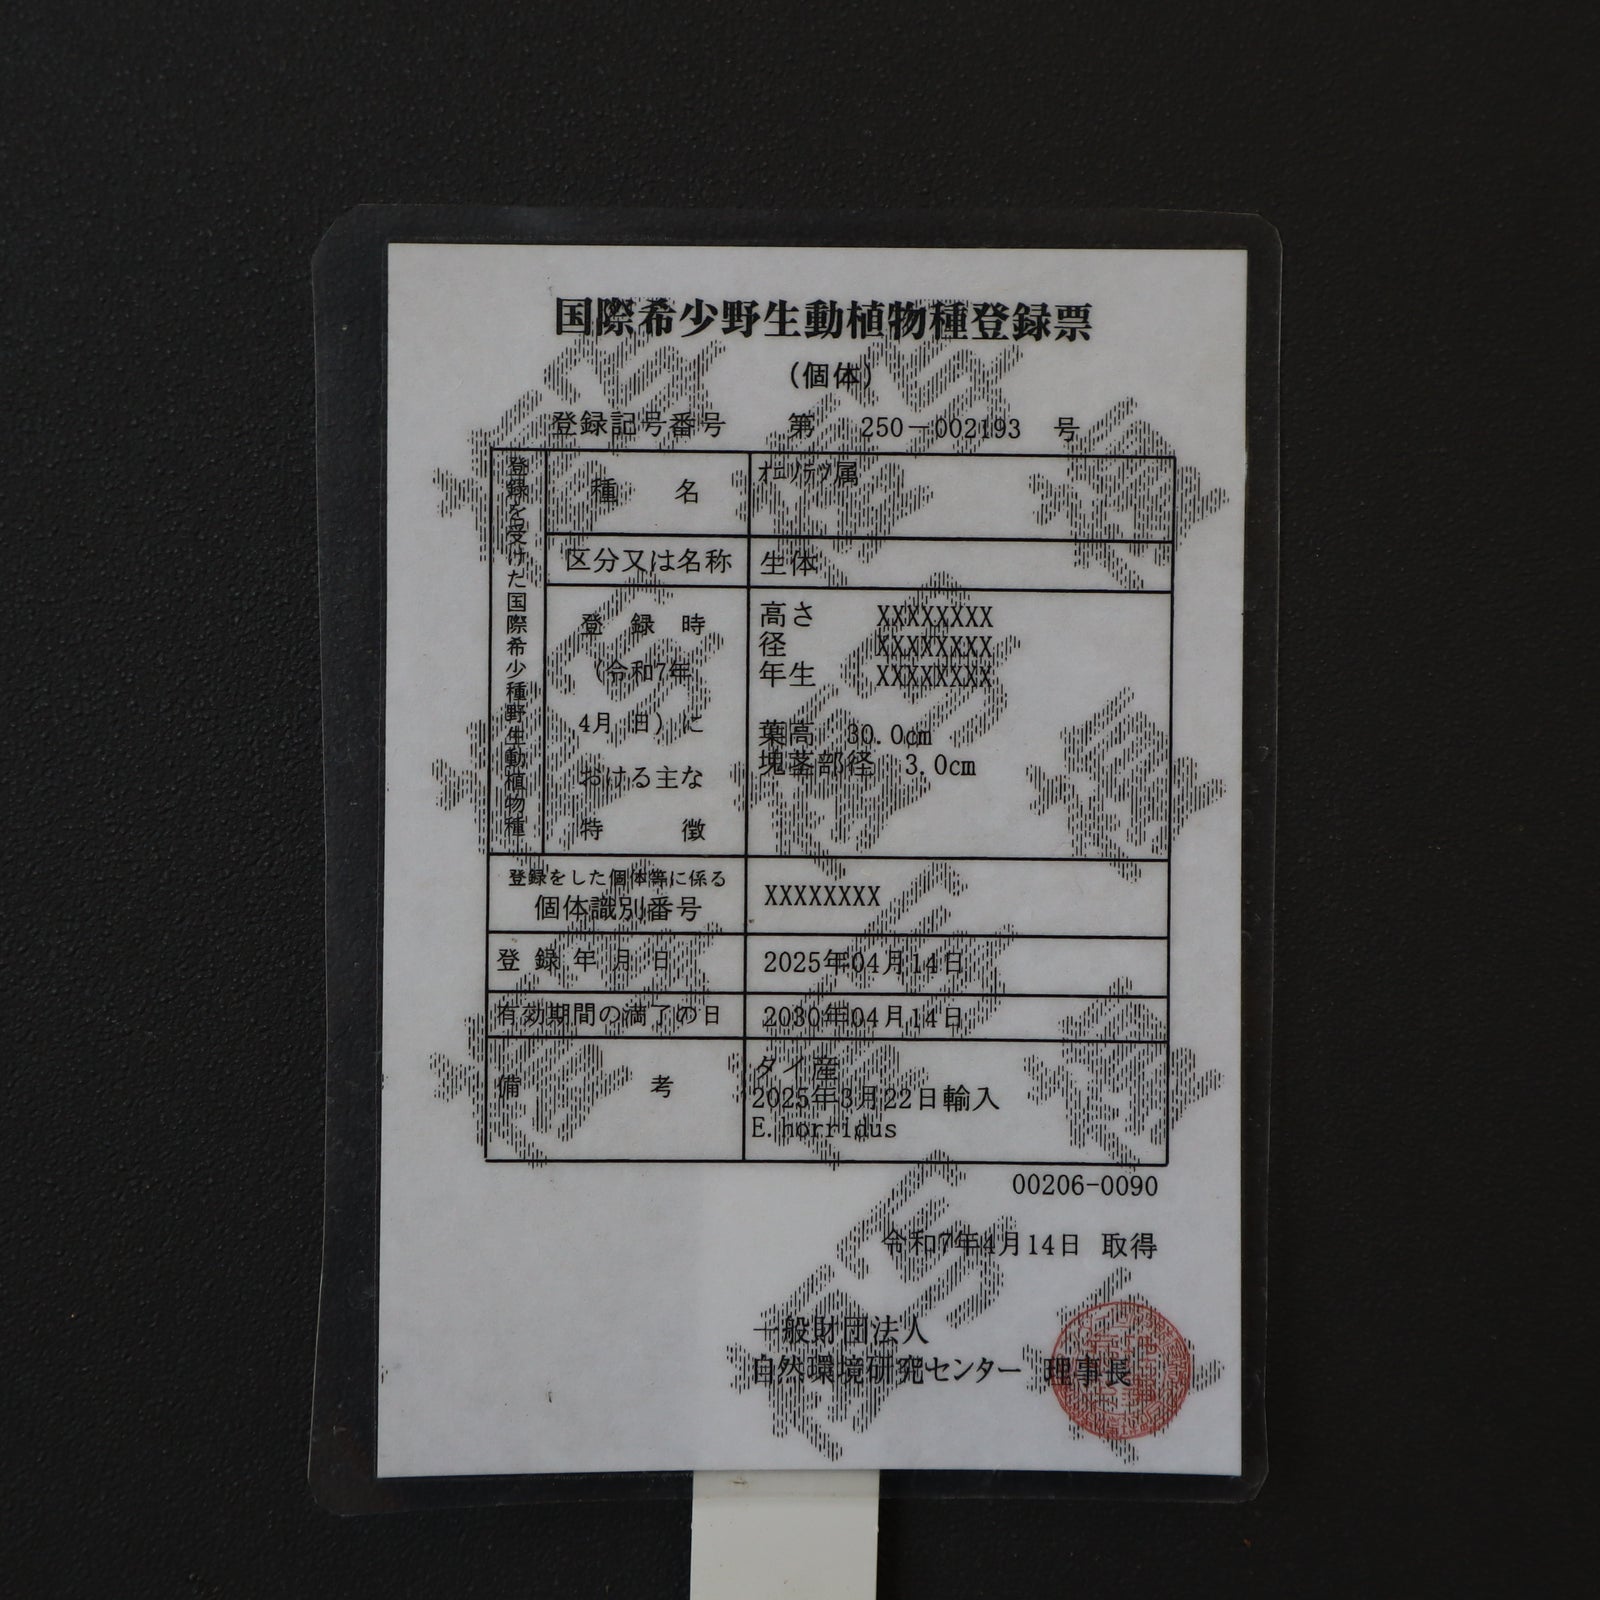 国際希少野生動植物種登録票
(個体)
登録記号番号 第 250－002193 号
登録を受けた国際希少種野生動植物種
種 名 ｵﾆｿﾃﾂ属
区分又は名称 生体
登録時
(令和7年
4月 日)に
おける主な
特 徴
高さ XXXXXXXX
径 XXXXXXXX
年生 XXXXXXXX
葉高 30.0cm
塊茎部径 3.0cm
登録をした個体等に係る
個体識別番号
XXXXXXXX
登録年月日 2025年04月14日
有効期間の満了の日 2030年04月14日
備 考
タイ産
2025年3月22日輸入
E.horridus
00206-0090
令和7年4月14日 取得
一般財団法人
自然環境研究センター 理事長